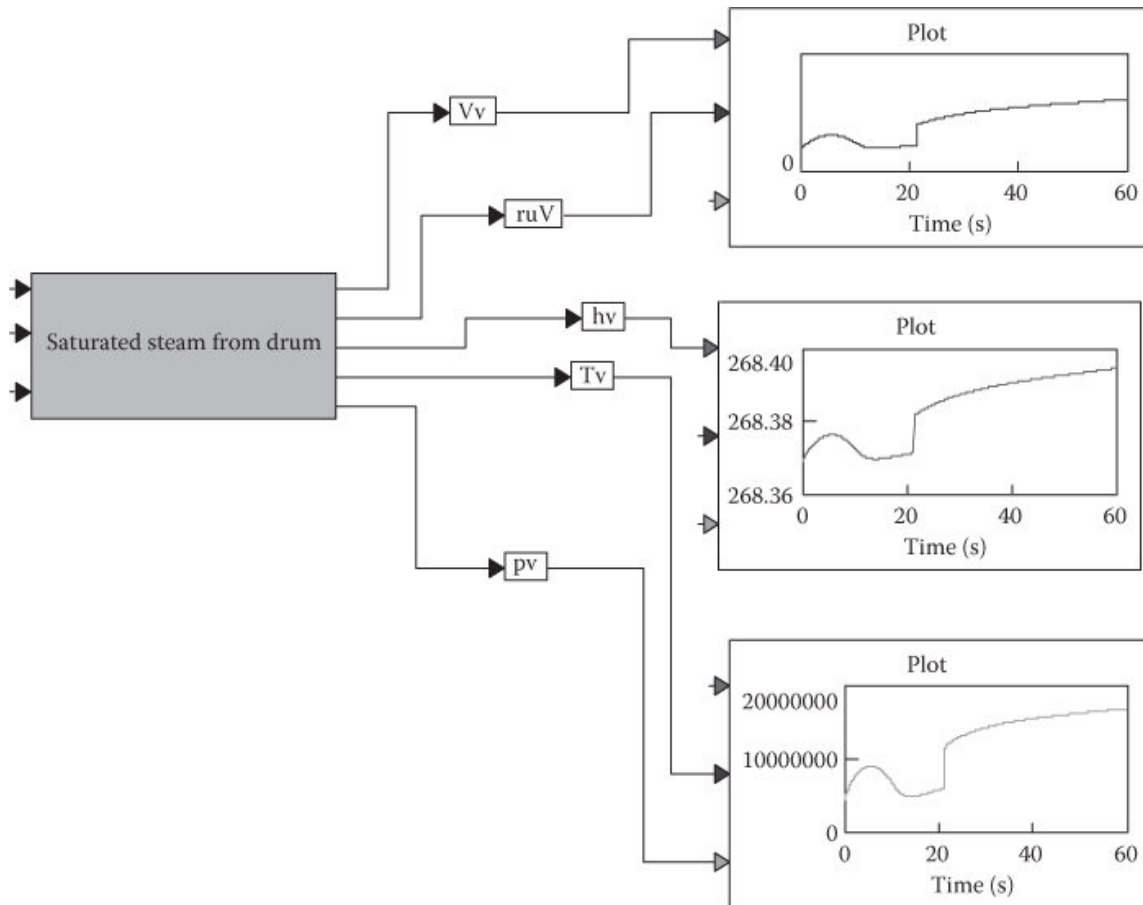 Plot
0
0
20
40
60
Time (s)
Vv
ruV
Saturated steam from drum
hv
Tv
pv
Plot
268.40
268.38
268.36
0
20
40
60
Time (s)
Plot
20000000
10000000
0
0
20
40
60
Time (s)